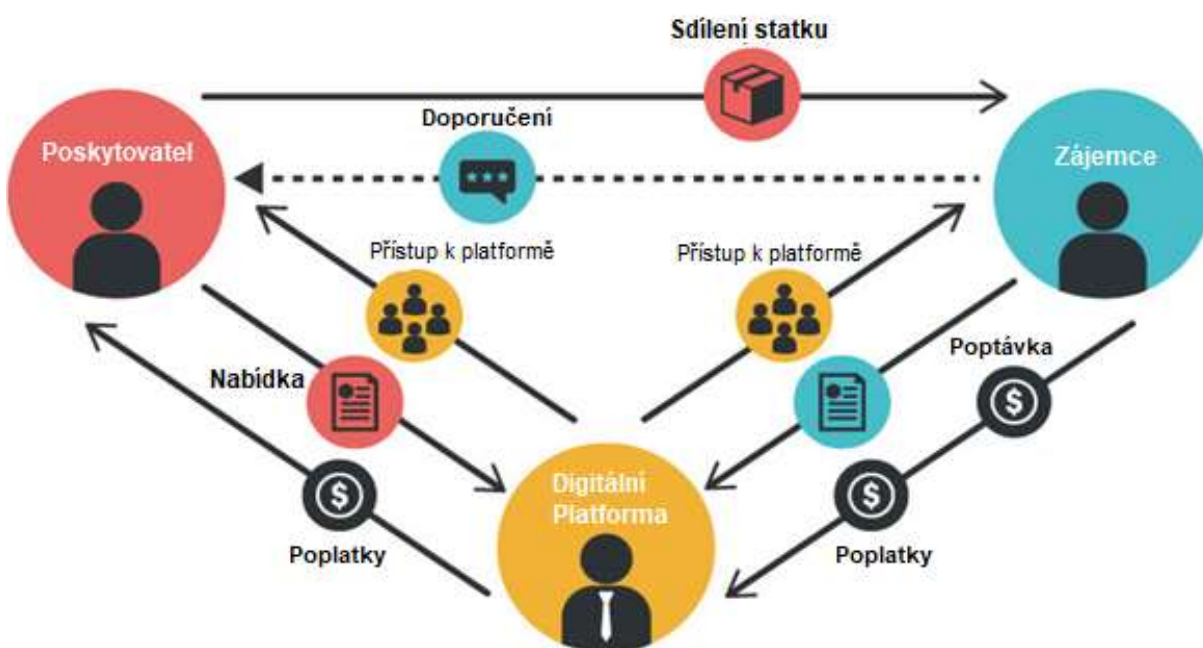 Sdílení statku
Doporučení
Poskytovatel
Zájemce
Přístup k platformě
Přístup k platformě
Nabídka
Poptávka
Digitální
Platforma
Poplatky
Poplatky